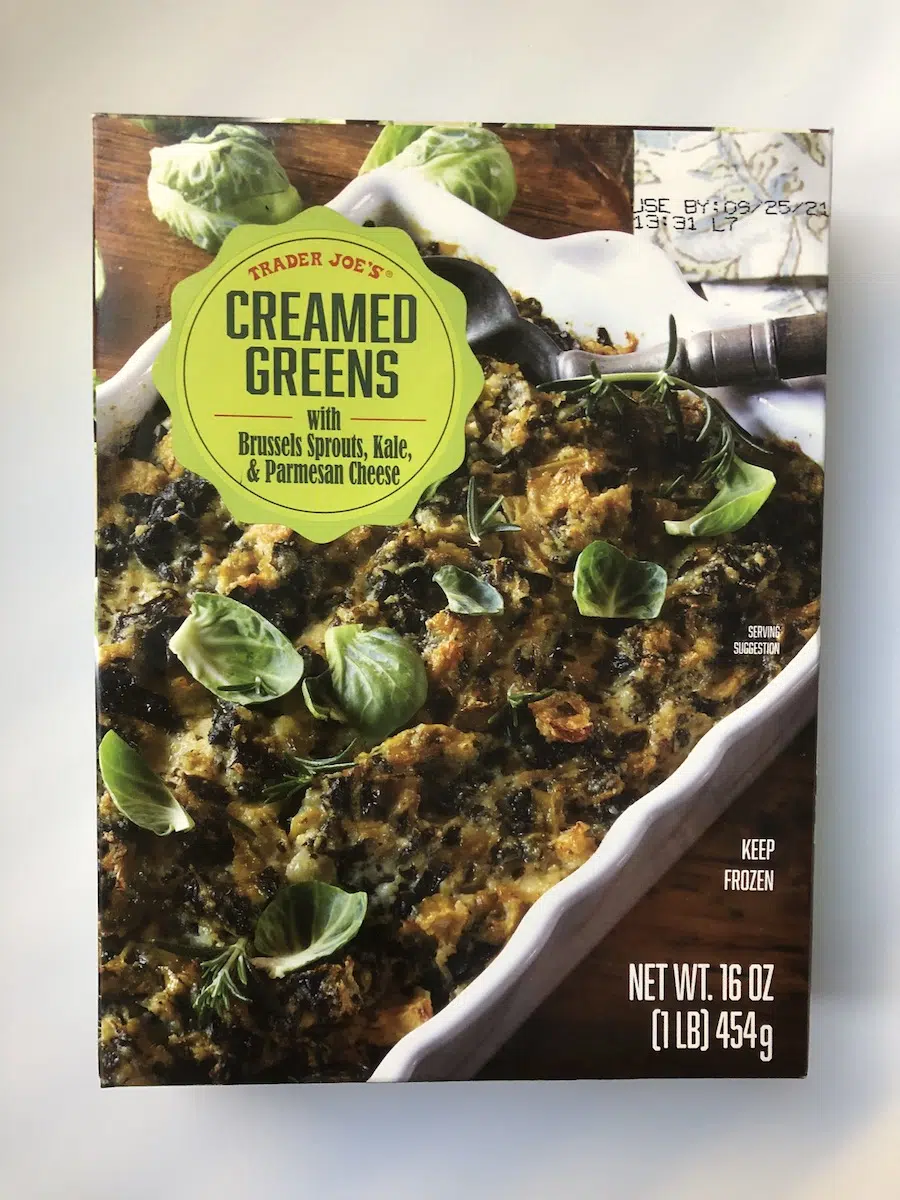 USE BY:09/25/21
13:31 L7
TRADER JOE'S®
CREAMED
GREENS
with
Brussels Sprouts, Kale,
& Parmesan Cheese
SERVING
SUGGESTION
KEEP
FROZEN
NET WT. 16 OZ
(1 LB) 454g